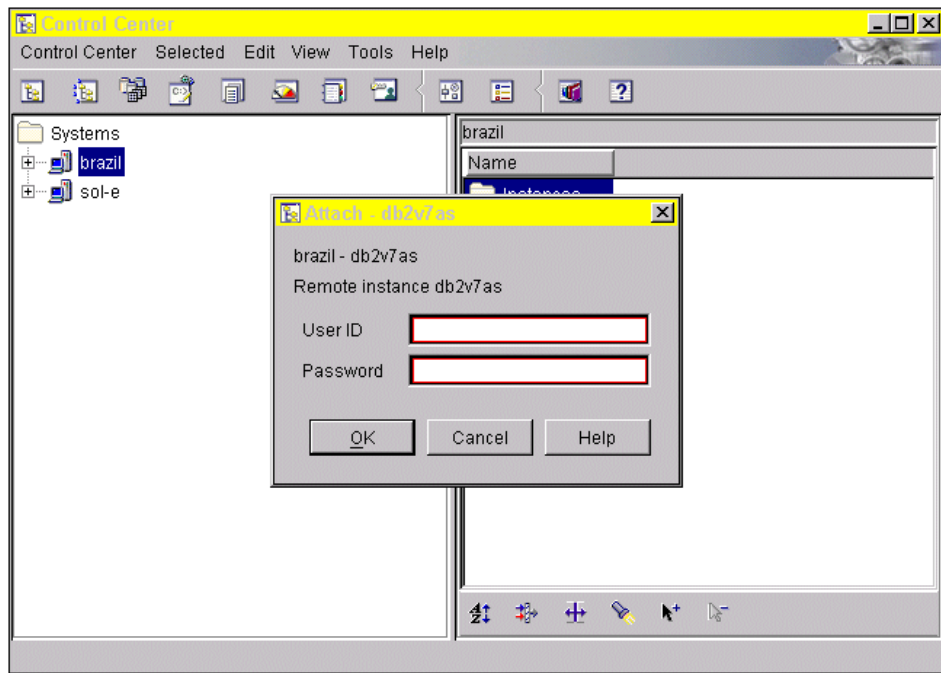 Control Center
Control Center Selected Edit View Tools Help
Systems
brazil
sol-e
brazil
Name
Instances
Attach - db2v7as
brazil - db2v7as
Remote instance db2v7as
User ID
Password
OK Cancel Help